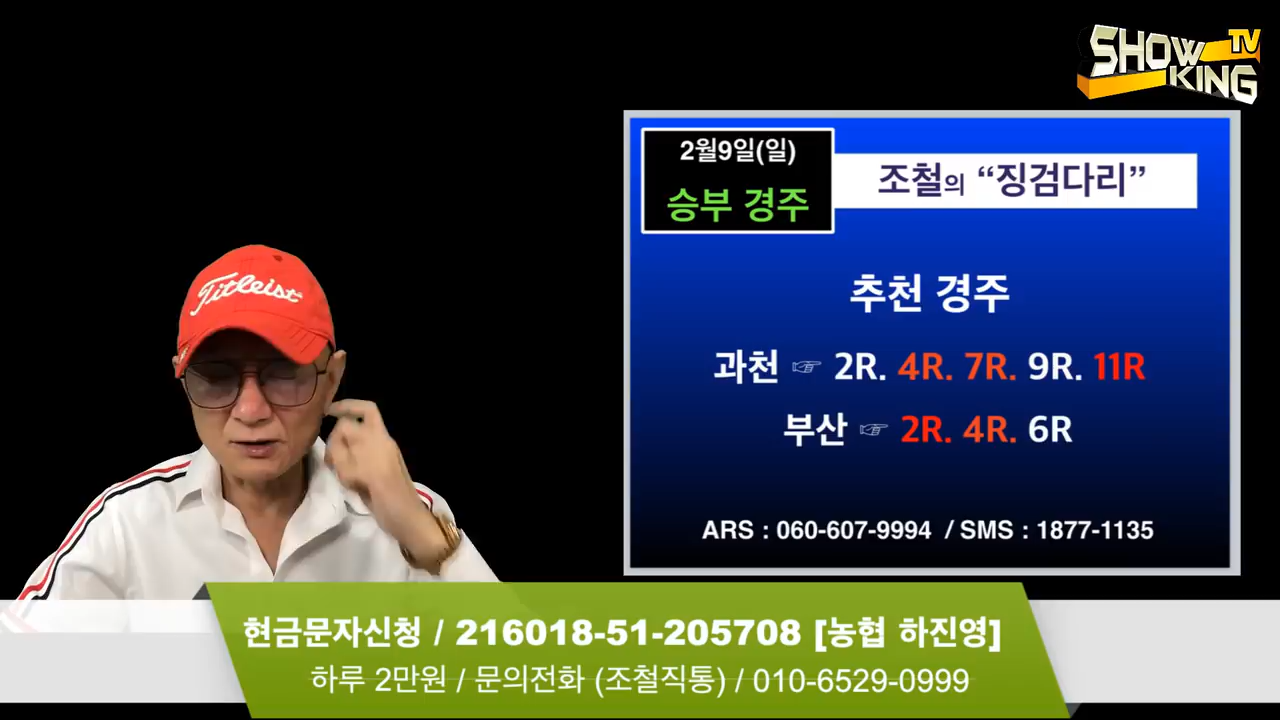 SHOW TV
KING
2월9일(일)
승부 경주
조철의 “징검다리”
추천 경주
과천 ☞ 2R. 4R. 7R. 9R. 11R
부산 ☞ 2R. 4R. 6R
ARS : 060-607-9994 / SMS : 1877-1135
Titleist
현금문자신청 / 216018-51-205708 [농협 하진영]
하루 2만원 / 문의전화 (조철직통) / 010-6529-0999